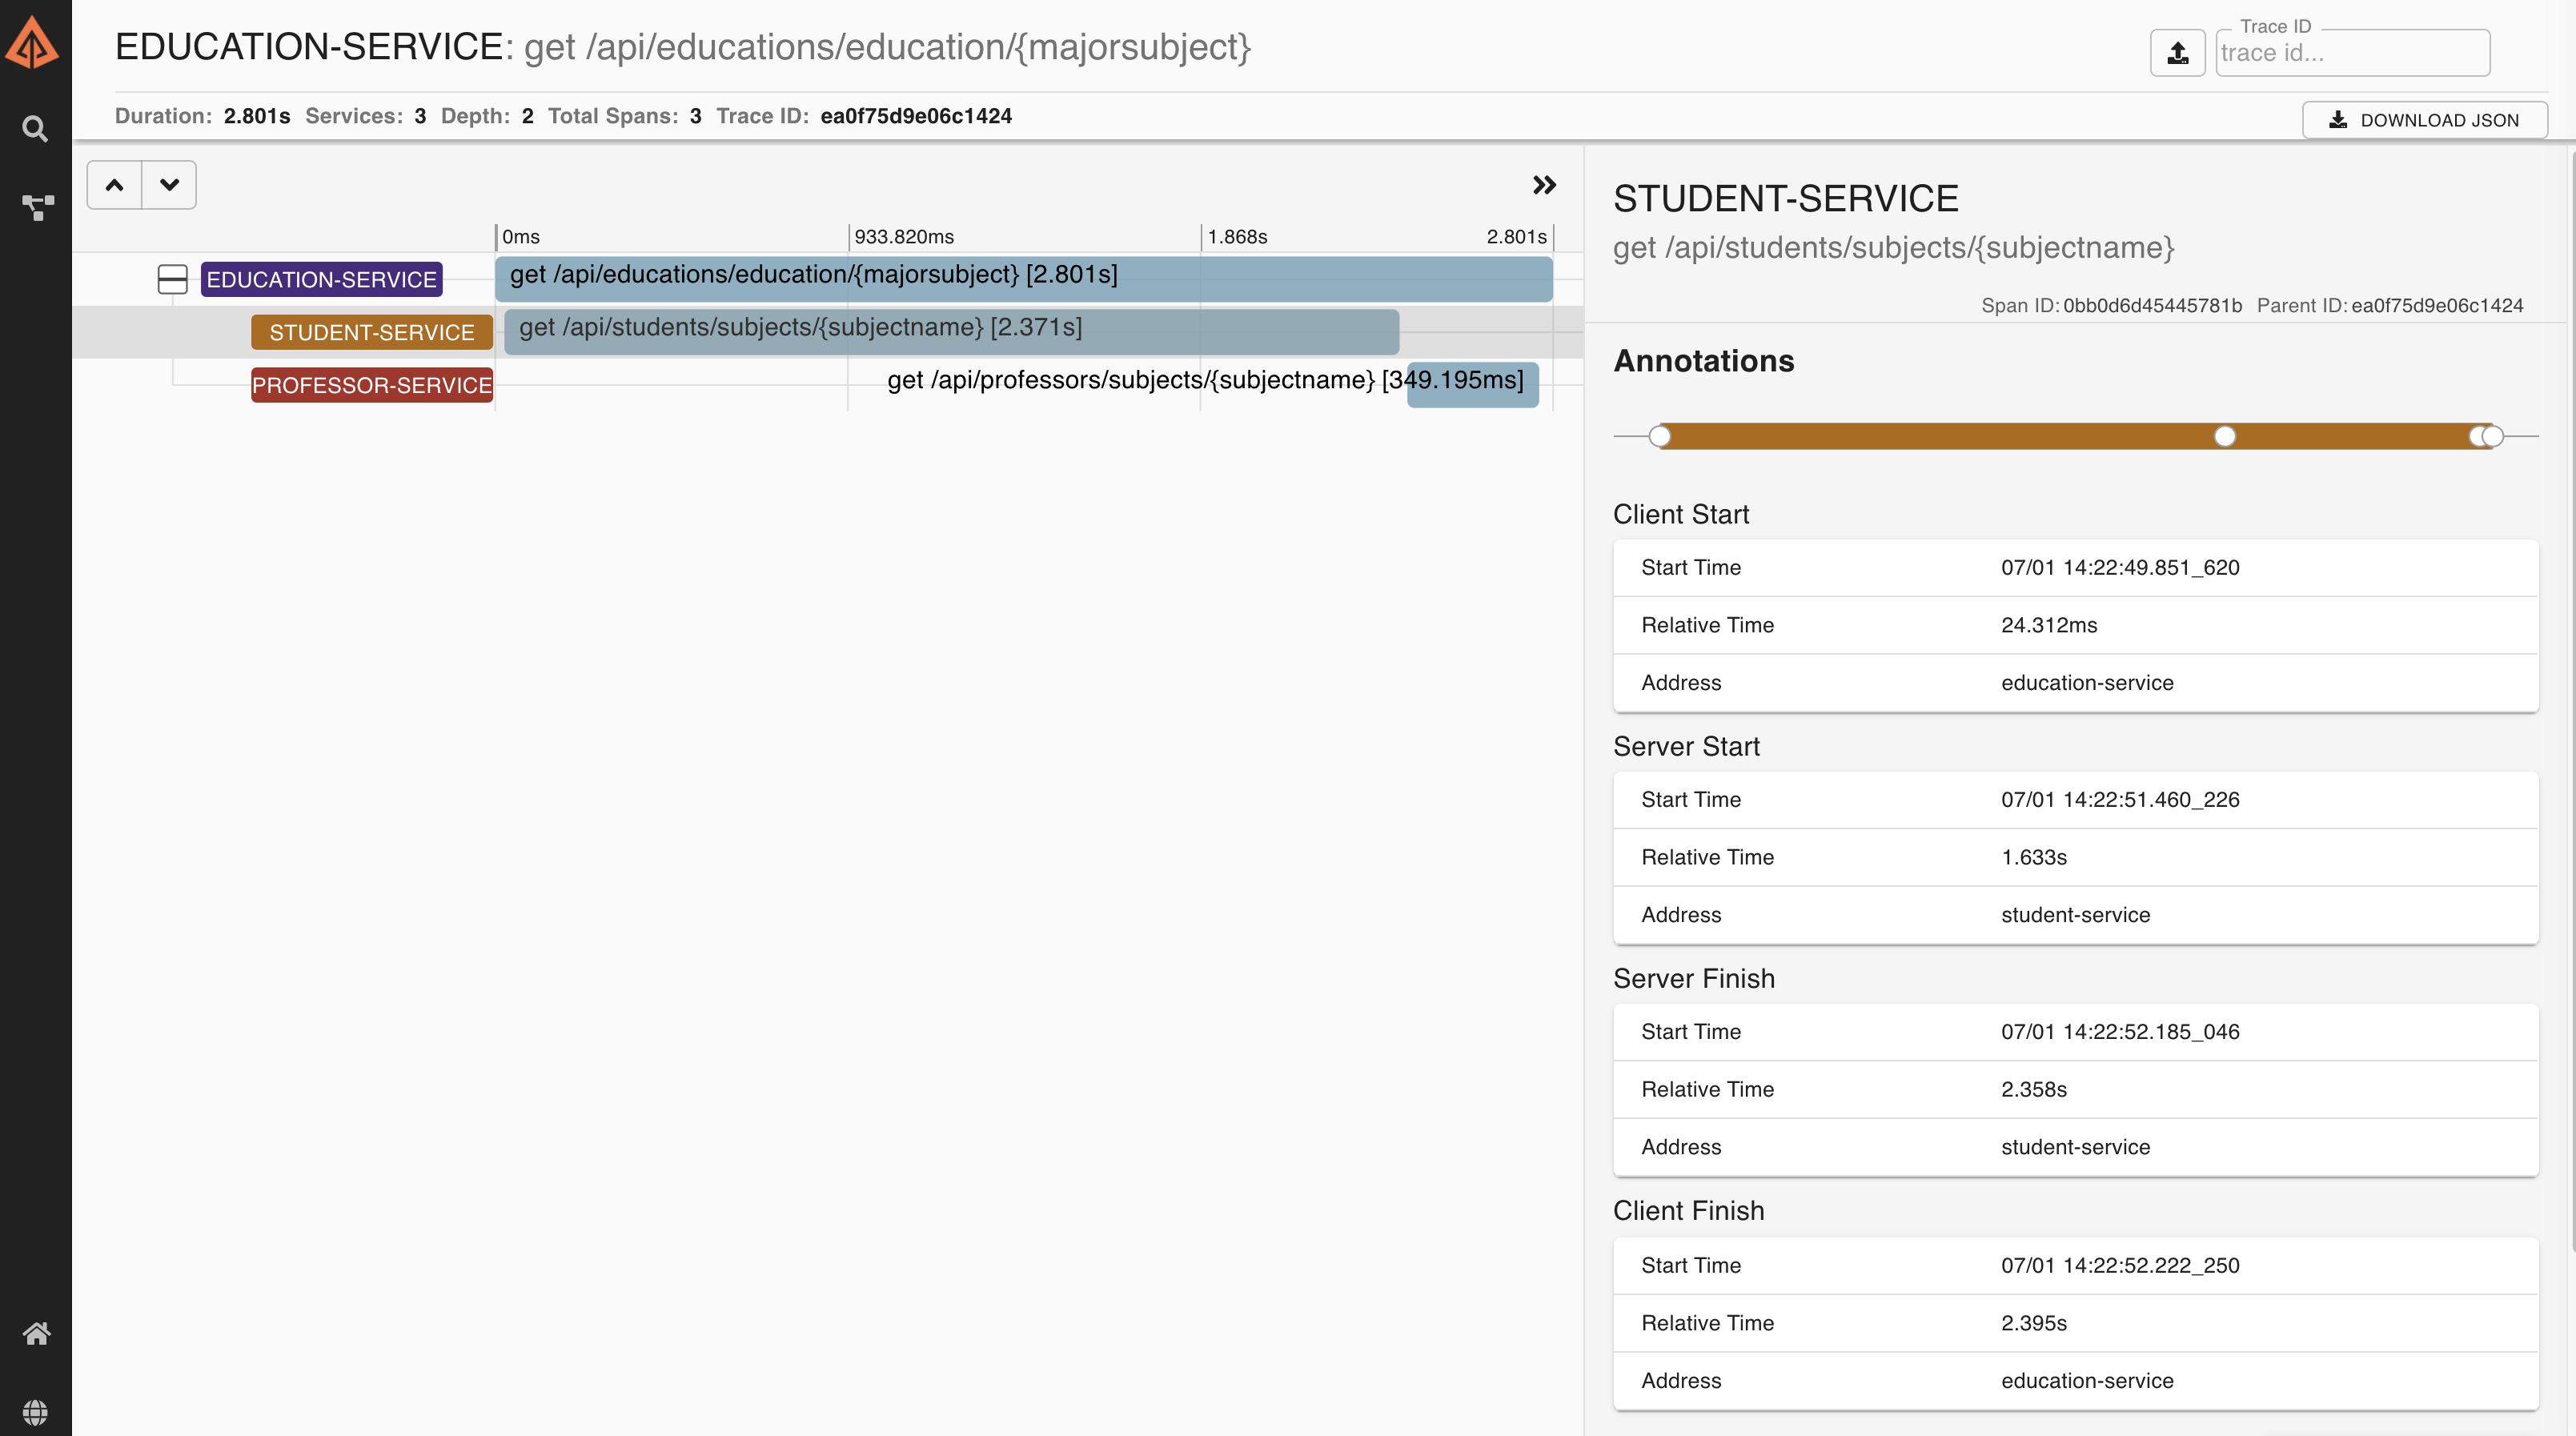 EDUCATION-SERVICE: get /api/educations/education/{majorsubject}
Trace ID
trace id...
Duration: 2.801s Services: 3 Depth: 2 Total Spans: 3 Trace ID: ea0f75d9e06c1424
DOWNLOAD JSON
0ms 933.820ms 1.868s 2.801s
EDUCATION-SERVICE get /api/educations/education/{majorsubject} [2.801s]
STUDENT-SERVICE get /api/students/subjects/{subjectname} [2.371s]
PROFESSOR-SERVICE get /api/professors/subjects/{subjectname} [349.195ms]
STUDENT-SERVICE
get /api/students/subjects/{subjectname}
Span ID: 0bb0d6d45445781b Parent ID: ea0f75d9e06c1424
Annotations
Client Start
Start Time 07/01 14:22:49.851_620
Relative Time 24.312ms
Address education-service
Server Start
Start Time 07/01 14:22:51.460_226
Relative Time 1.633s
Address student-service
Server Finish
Start Time 07/01 14:22:52.185_046
Relative Time 2.358s
Address student-service
Client Finish
Start Time 07/01 14:22:52.222_250
Relative Time 2.395s
Address education-service